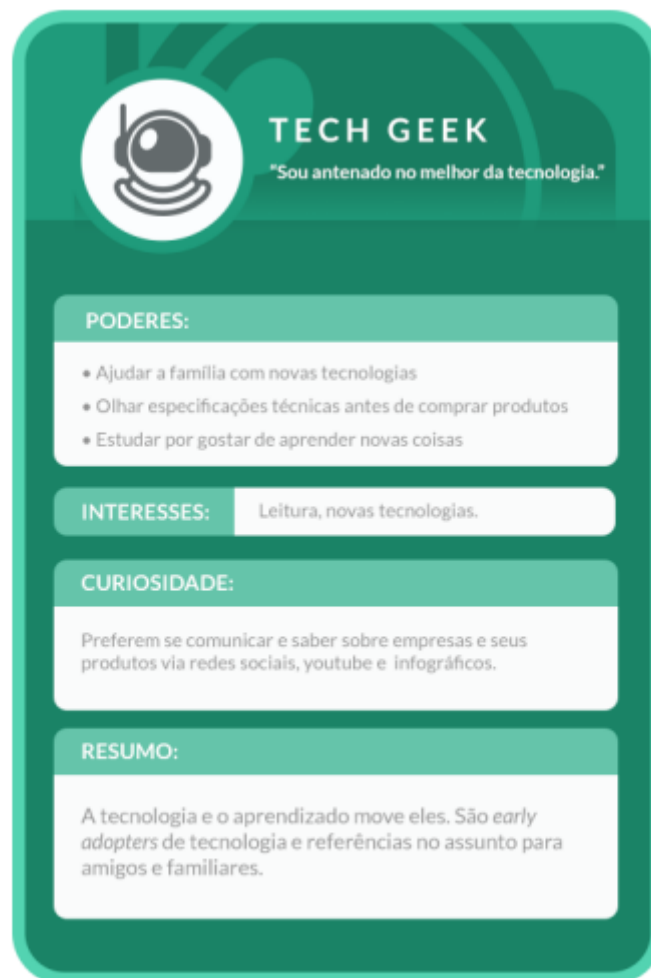 TECH GEEK
"Sou antenado no melhor da tecnologia."
PODERES:
• Ajudar a família com novas tecnologias
• Olhar especificações técnicas antes de comprar produtos
• Estudar por gostar de aprender novas coisas
INTERESSES:
Leitura, novas tecnologias.
CURIOSIDADE:
Preferem se comunicar e saber sobre empresas e seus
produtos via redes sociais, youtube e infográficos.
RESUMO:
A tecnologia e o aprendizado move eles. São early
adopters de tecnologia e referências no assunto para
amigos e familiares.